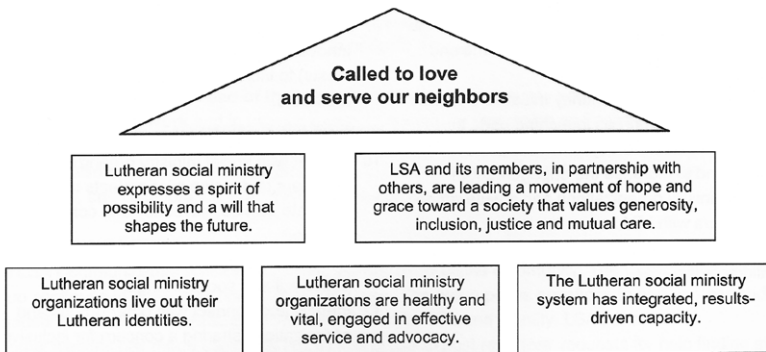 Called to love
and serve our neighbors
Lutheran social ministry
expresses a spirit of
possibility and a will that
shapes the future.
LSA and its members, in partnership with
others, are leading a movement of hope and
grace toward a society that values generosity,
inclusion, justice and mutual care.
Lutheran social ministry
organizations live out their
Lutheran identities.
Lutheran social ministry
organizations are healthy and
vital, engaged in effective
service and advocacy.
The Lutheran social ministry
system has integrated, results-
driven capacity.